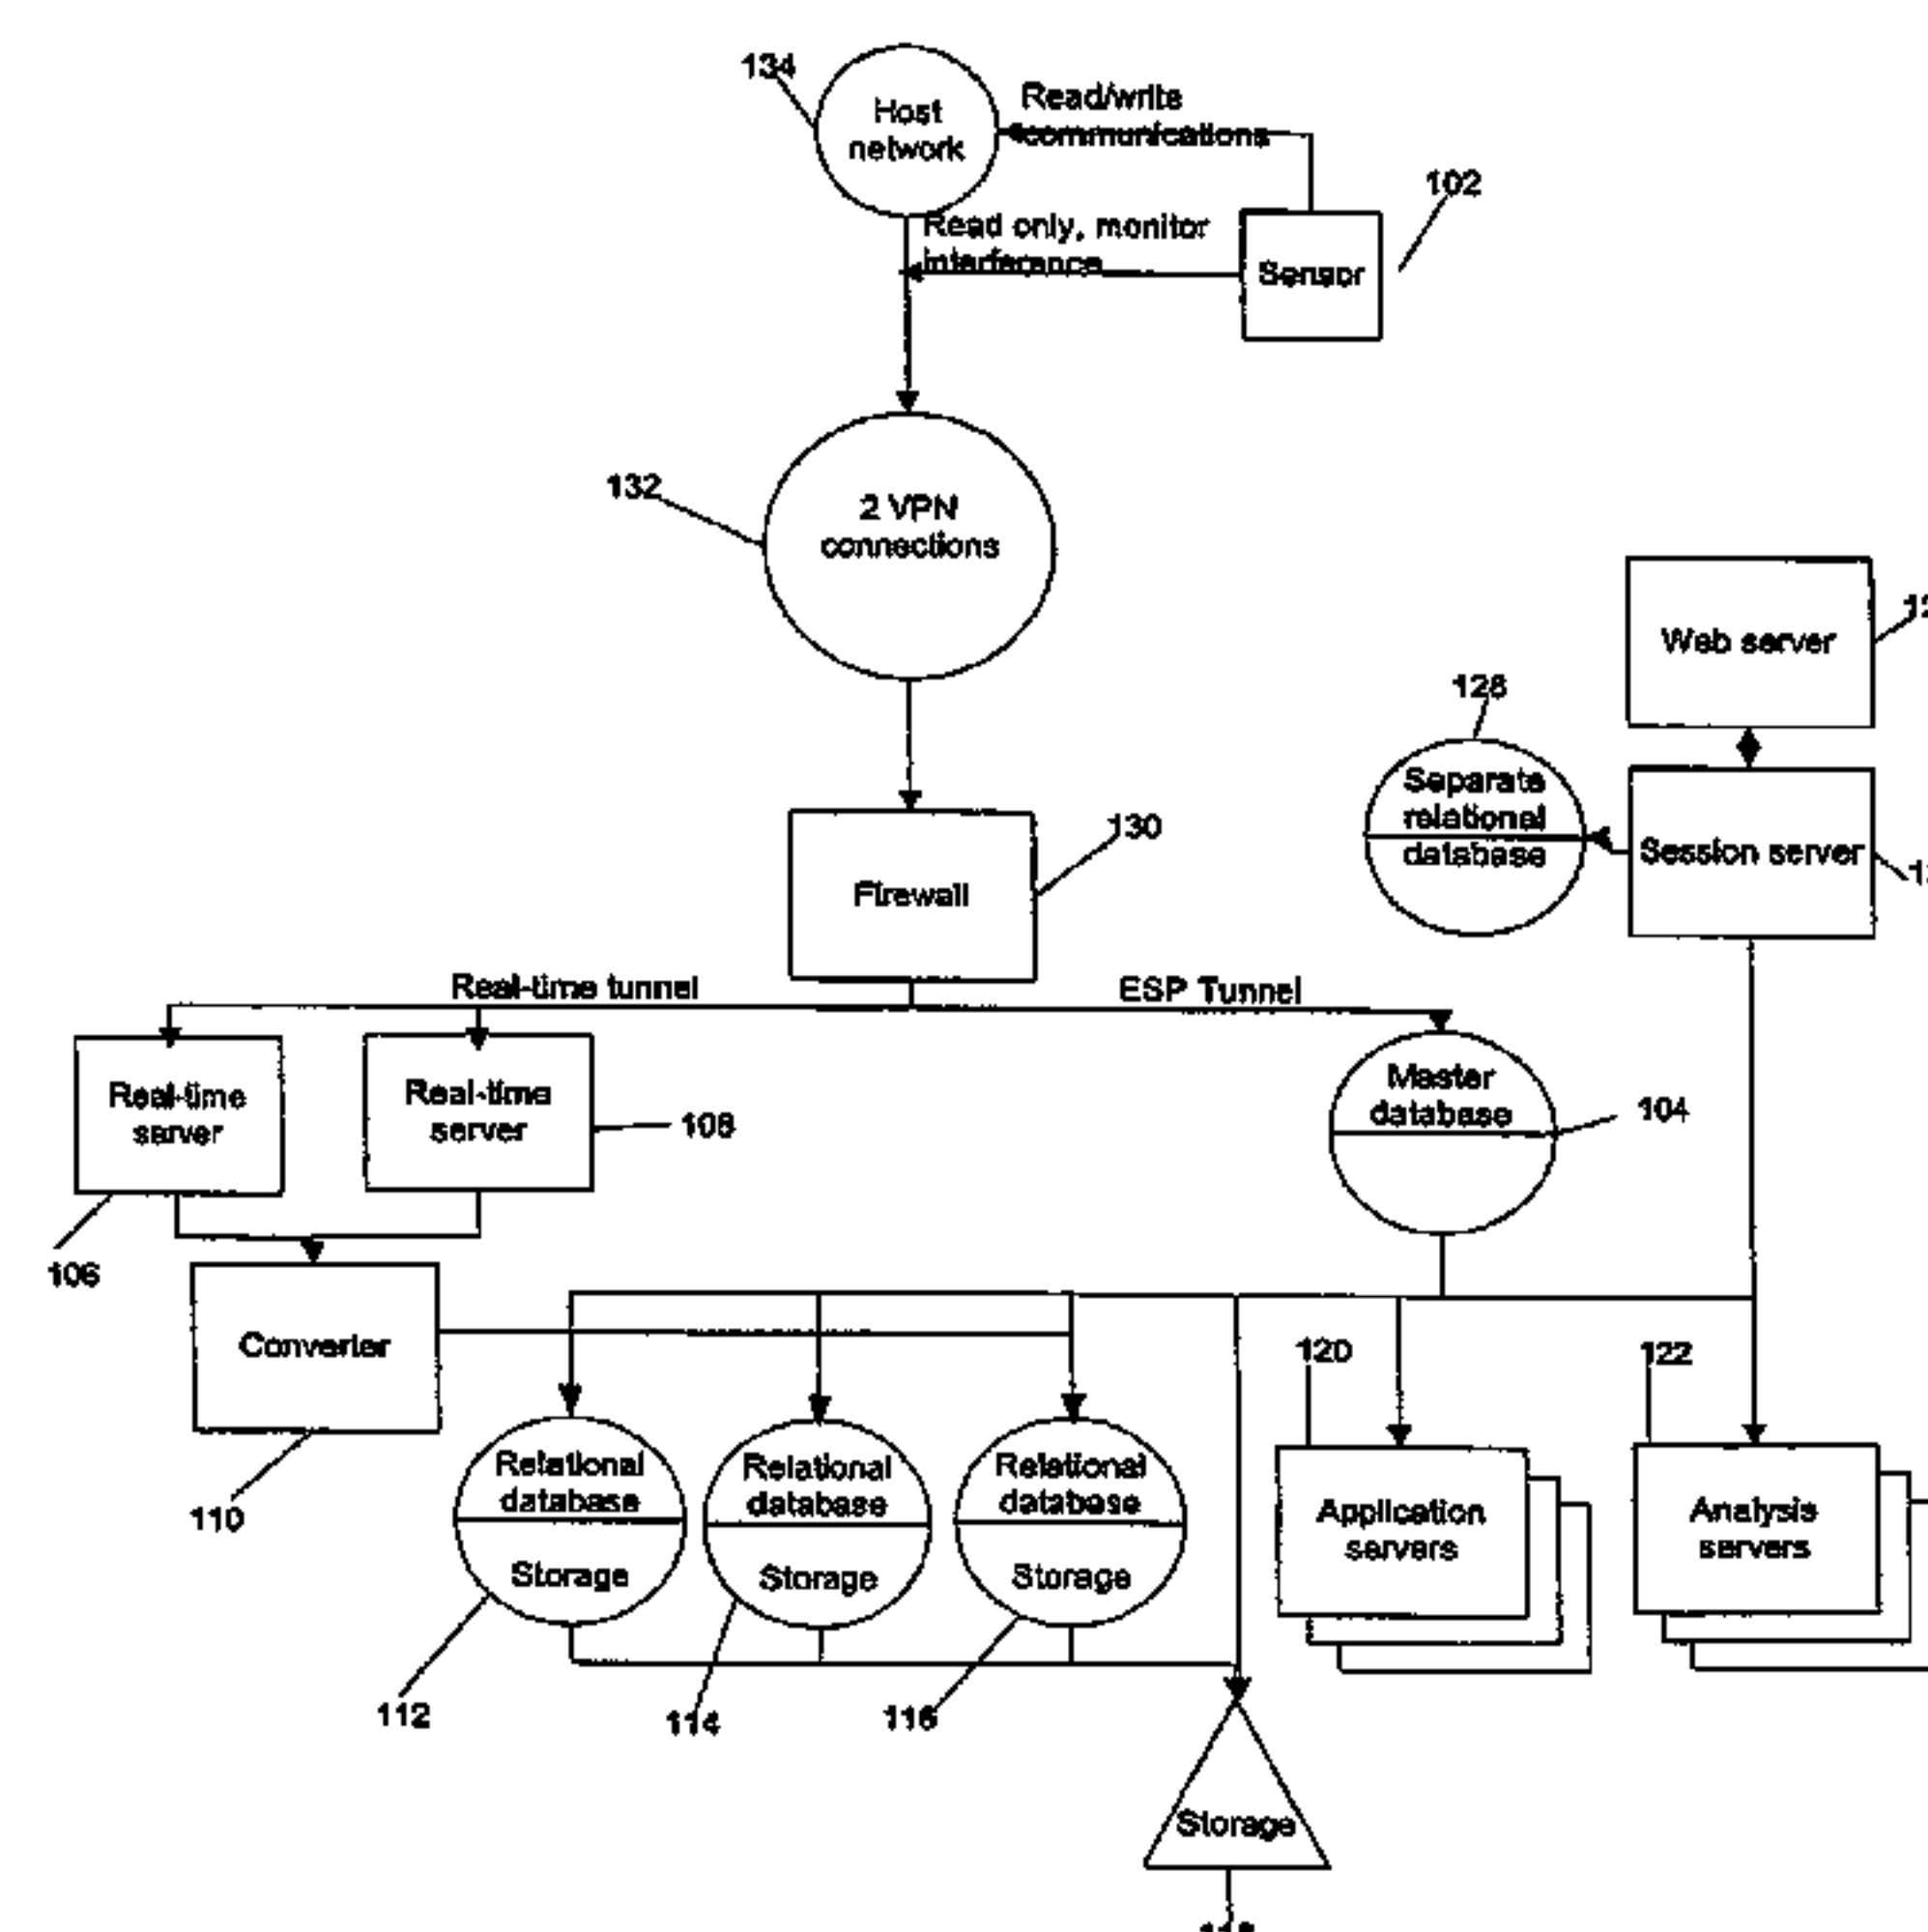 134
Host
network
Read/write
communications
102
Read only, monitor
interference
Sensor
132
2 VPN
connections
Web server
128
Separate
relational
database
Session server
130
Firewall
Real-time tunnel
ESP Tunnel
Real-time
server
Real-time
server
108
Master
database
104
106
Converter
120
122
110
Relational
database
Storage
Relational
database
Storage
Relational
database
Storage
Application
servers
Analysis
servers
112
114
116
Storage